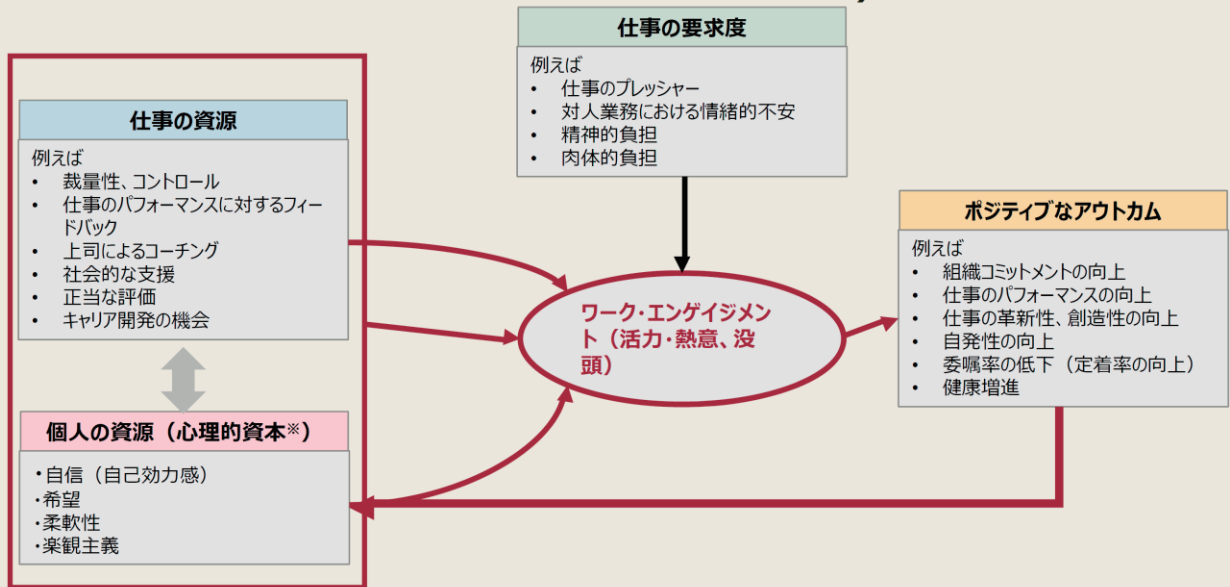 仕事の要求度
例えば
• 仕事のプレッシャー
• 対人業務における情緒的不安
• 精神的負担
• 肉体的負担
仕事の資源
例えば
• 裁量性、コントロール
• 仕事のパフォーマンスに対するフィー
ドバック
• 上司によるコーチング
• 社会的な支援
• 正当な評価
• キャリア開発の機会
個人の資源（心理的資本※）
・自信（自己効力感）
・希望
・柔軟性
・楽観主義
ワーク・エンゲイジメン
ト（活力・熱意、没
頭）
ポジティブなアウトカム
例えば
• 組織コミットメントの向上
• 仕事のパフォーマンスの向上
• 仕事の革新性、創造性の向上
• 自発性の向上
• 委嘱率の低下（定着率の向上）
• 健康増進